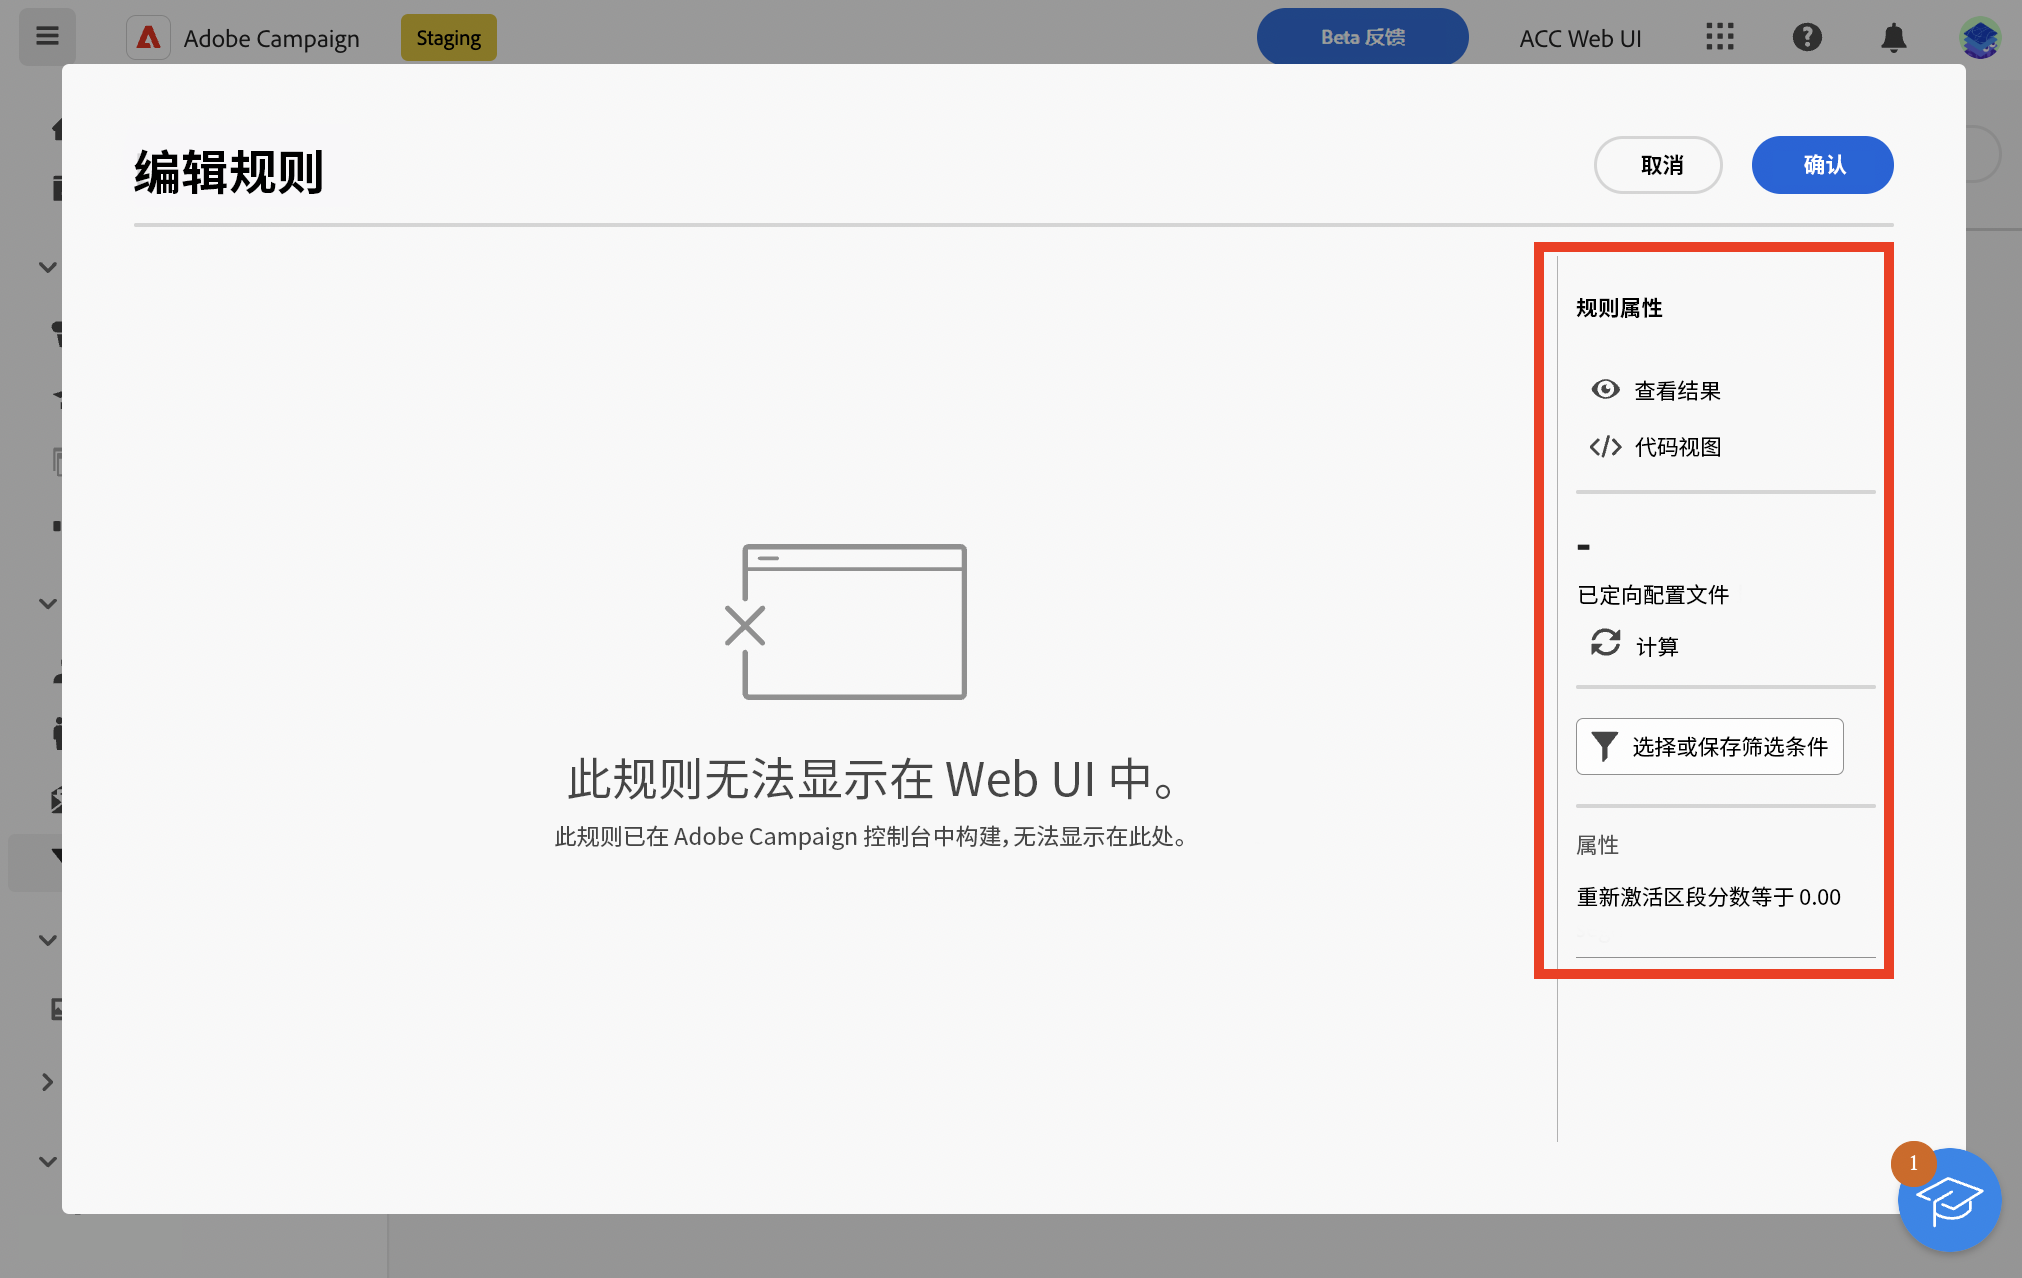 Adobe Campaign
Staging
Beta 反馈
ACC Web UI
编辑规则
取消
确认
规则属性
查看结果
代码视图
-
已定向配置文件
计算
选择或保存筛选条件
属性
重新激活区段分数等于 0.00
此规则无法显示在 Web UI 中。
此规则已在 Adobe Campaign 控制台中构建，无法显示在此处。
1